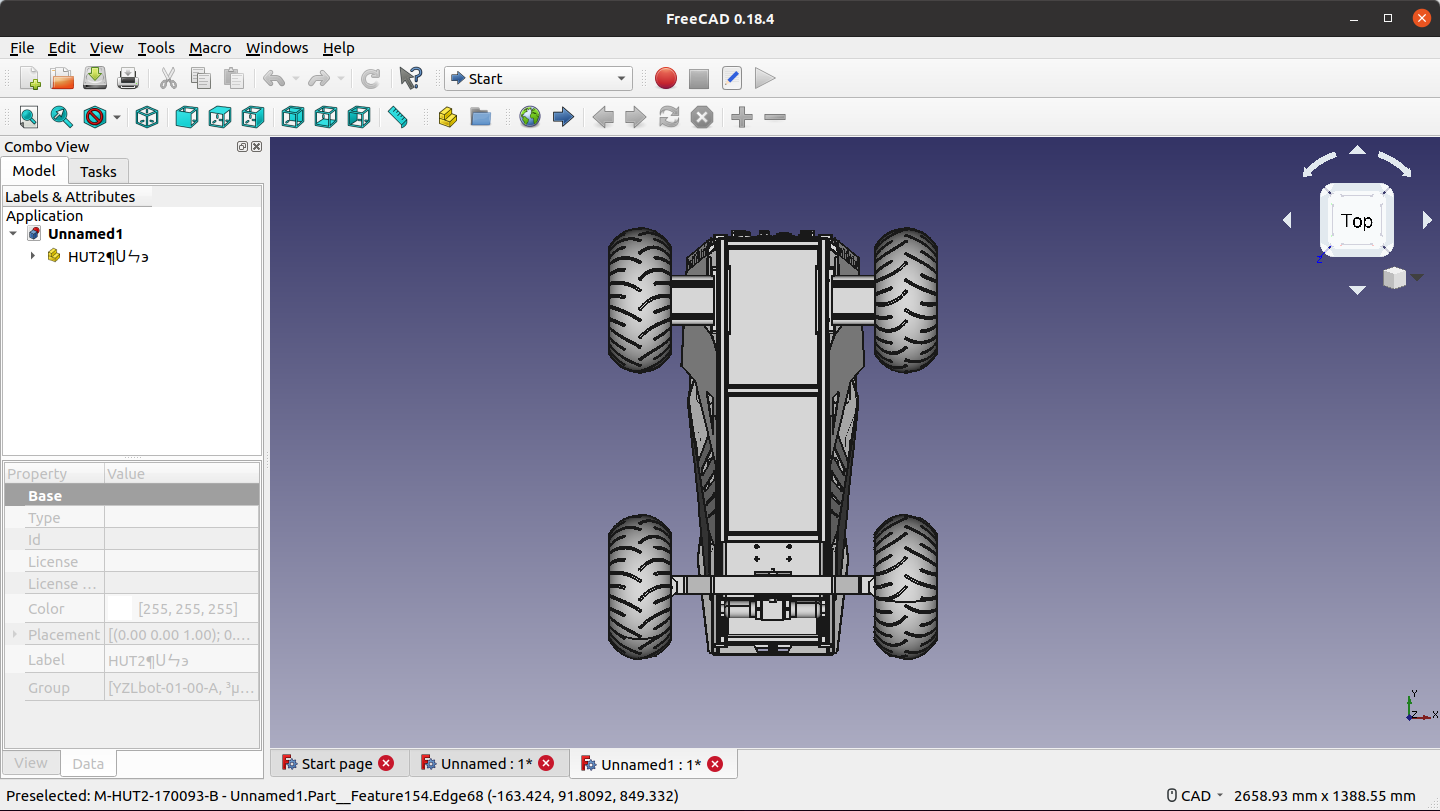 FreeCAD 0.18.4
File Edit View Tools Macro Windows Help
Start
Combo View
Model Tasks
Labels & Attributes
Application
Unnamed1
HUT2¶Uㄣэ
Top
Z
Property Value
Base
Type
Id
License
License ...
Color [255, 255, 255]
Placement [(0.00 0.00 1.00); 0....
Label HUT2¶Uㄣэ
Group [YZLbot-01-00-A, ³µ...
Y
Z X
View Data
Start page Unnamed : 1* Unnamed1 : 1*
Preselected: M-HUT2-170093-B - Unnamed1.Part__Feature154.Edge68 (-163.424, 91.8092, 849.332)
CAD 2658.93 mm x 1388.55 mm